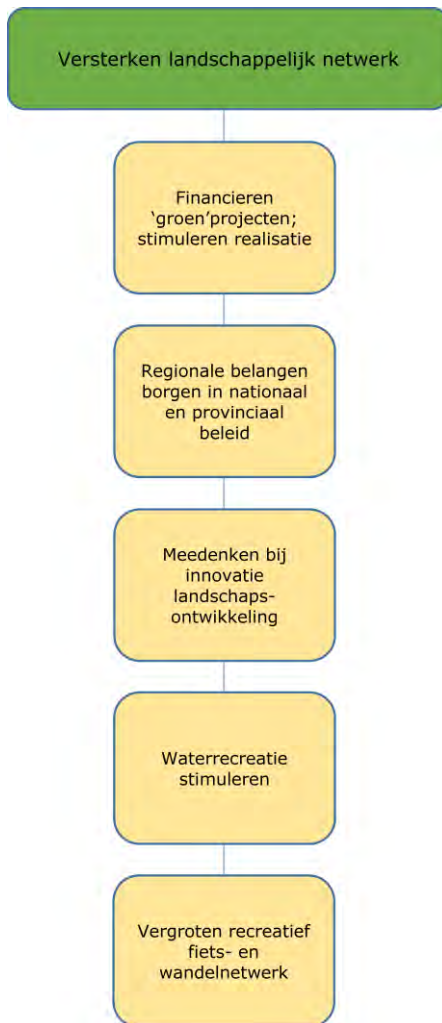 Versterken landschappelijk netwerk
Financieren
‘groen’projecten;
stimuleren realisatie
Regionale belangen
borgen in nationaal
en provinciaal
beleid
Meedenken bij
innovatie
landschaps-
ontwikkeling
Waterrecreatie
stimuleren
Vergroten recreatief
fiets- en
wandelnetwerk